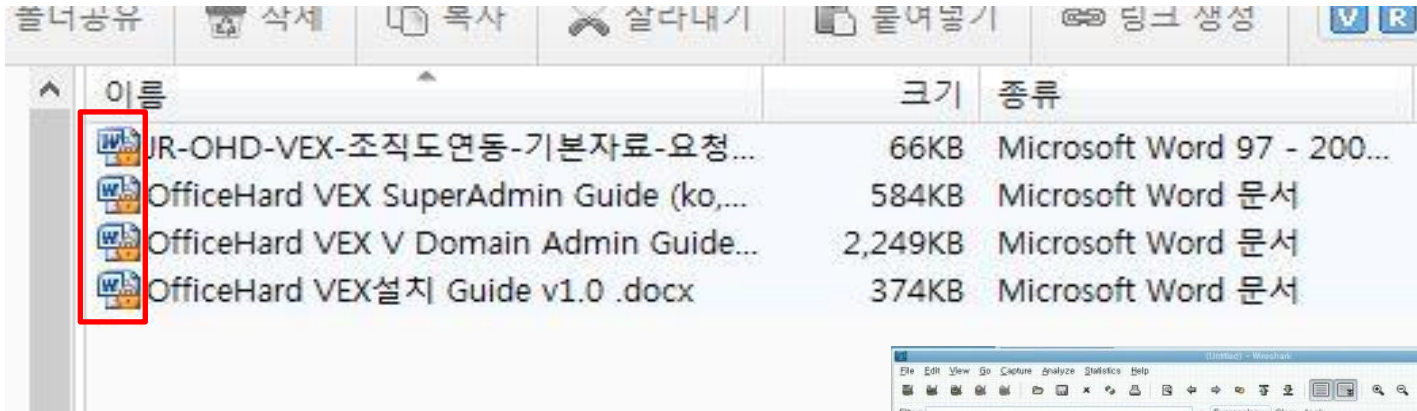 폴더공유 삭제 복사 잘라내기 붙여넣기 링크 생성 V R
이름 크기 종류
JR-OHD-VEX-조직도연동-기본자료-요청... 66KB Microsoft Word 97 - 200...
OfficeHard VEX SuperAdmin Guide (ko,... 584KB Microsoft Word 문서
OfficeHard VEX V Domain Admin Guide... 2,249KB Microsoft Word 문서
OfficeHard VEX설치 Guide v1.0 .docx 374KB Microsoft Word 문서
(Untitled) - Wireshark
File Edit View Go Capture Analyze Statistics Help